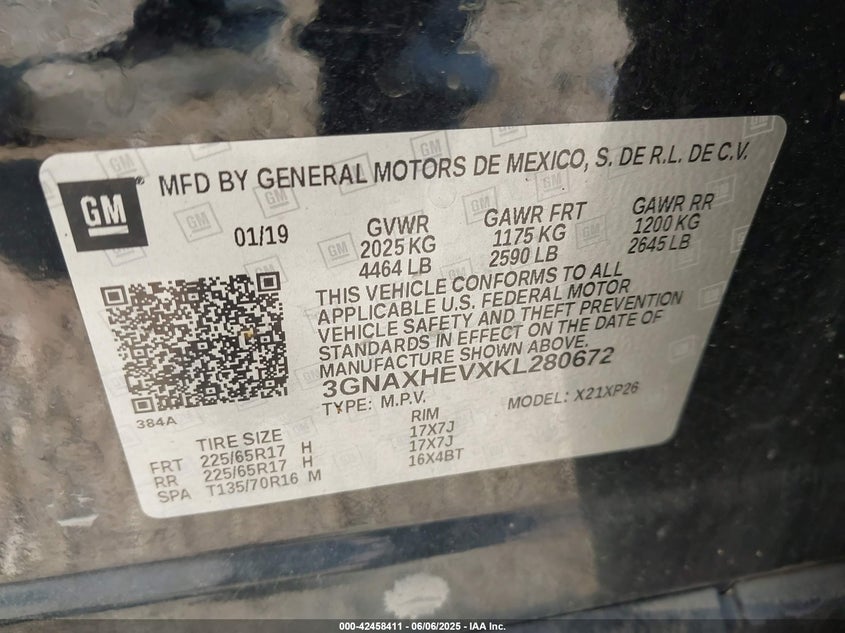 GM
MFD BY GENERAL MOTORS DE MEXICO, S. DE R.L. DE C.V.
01/19
GVWR
2025 KG
4464 LB
GAWR FRT
1175 KG
2590 LB
GAWR RR
1200 KG
2645 LB
THIS VEHICLE CONFORMS TO ALL
APPLICABLE U.S. FEDERAL MOTOR
VEHICLE SAFETY AND THEFT PREVENTION
STANDARDS IN EFFECT ON THE DATE OF
MANUFACTURE SHOWN ABOVE.
3GNAXHEVXKL280672
TYPE: M.P.V. MODEL: X21XP26
384A
TIRE SIZE RIM
FRT 225/65R17 H 17X7J
RR 225/65R17 H 17X7J
SPA T135/70R16 M 16X4BT
000-42458411 - 06/06/2025 - IAA Inc.